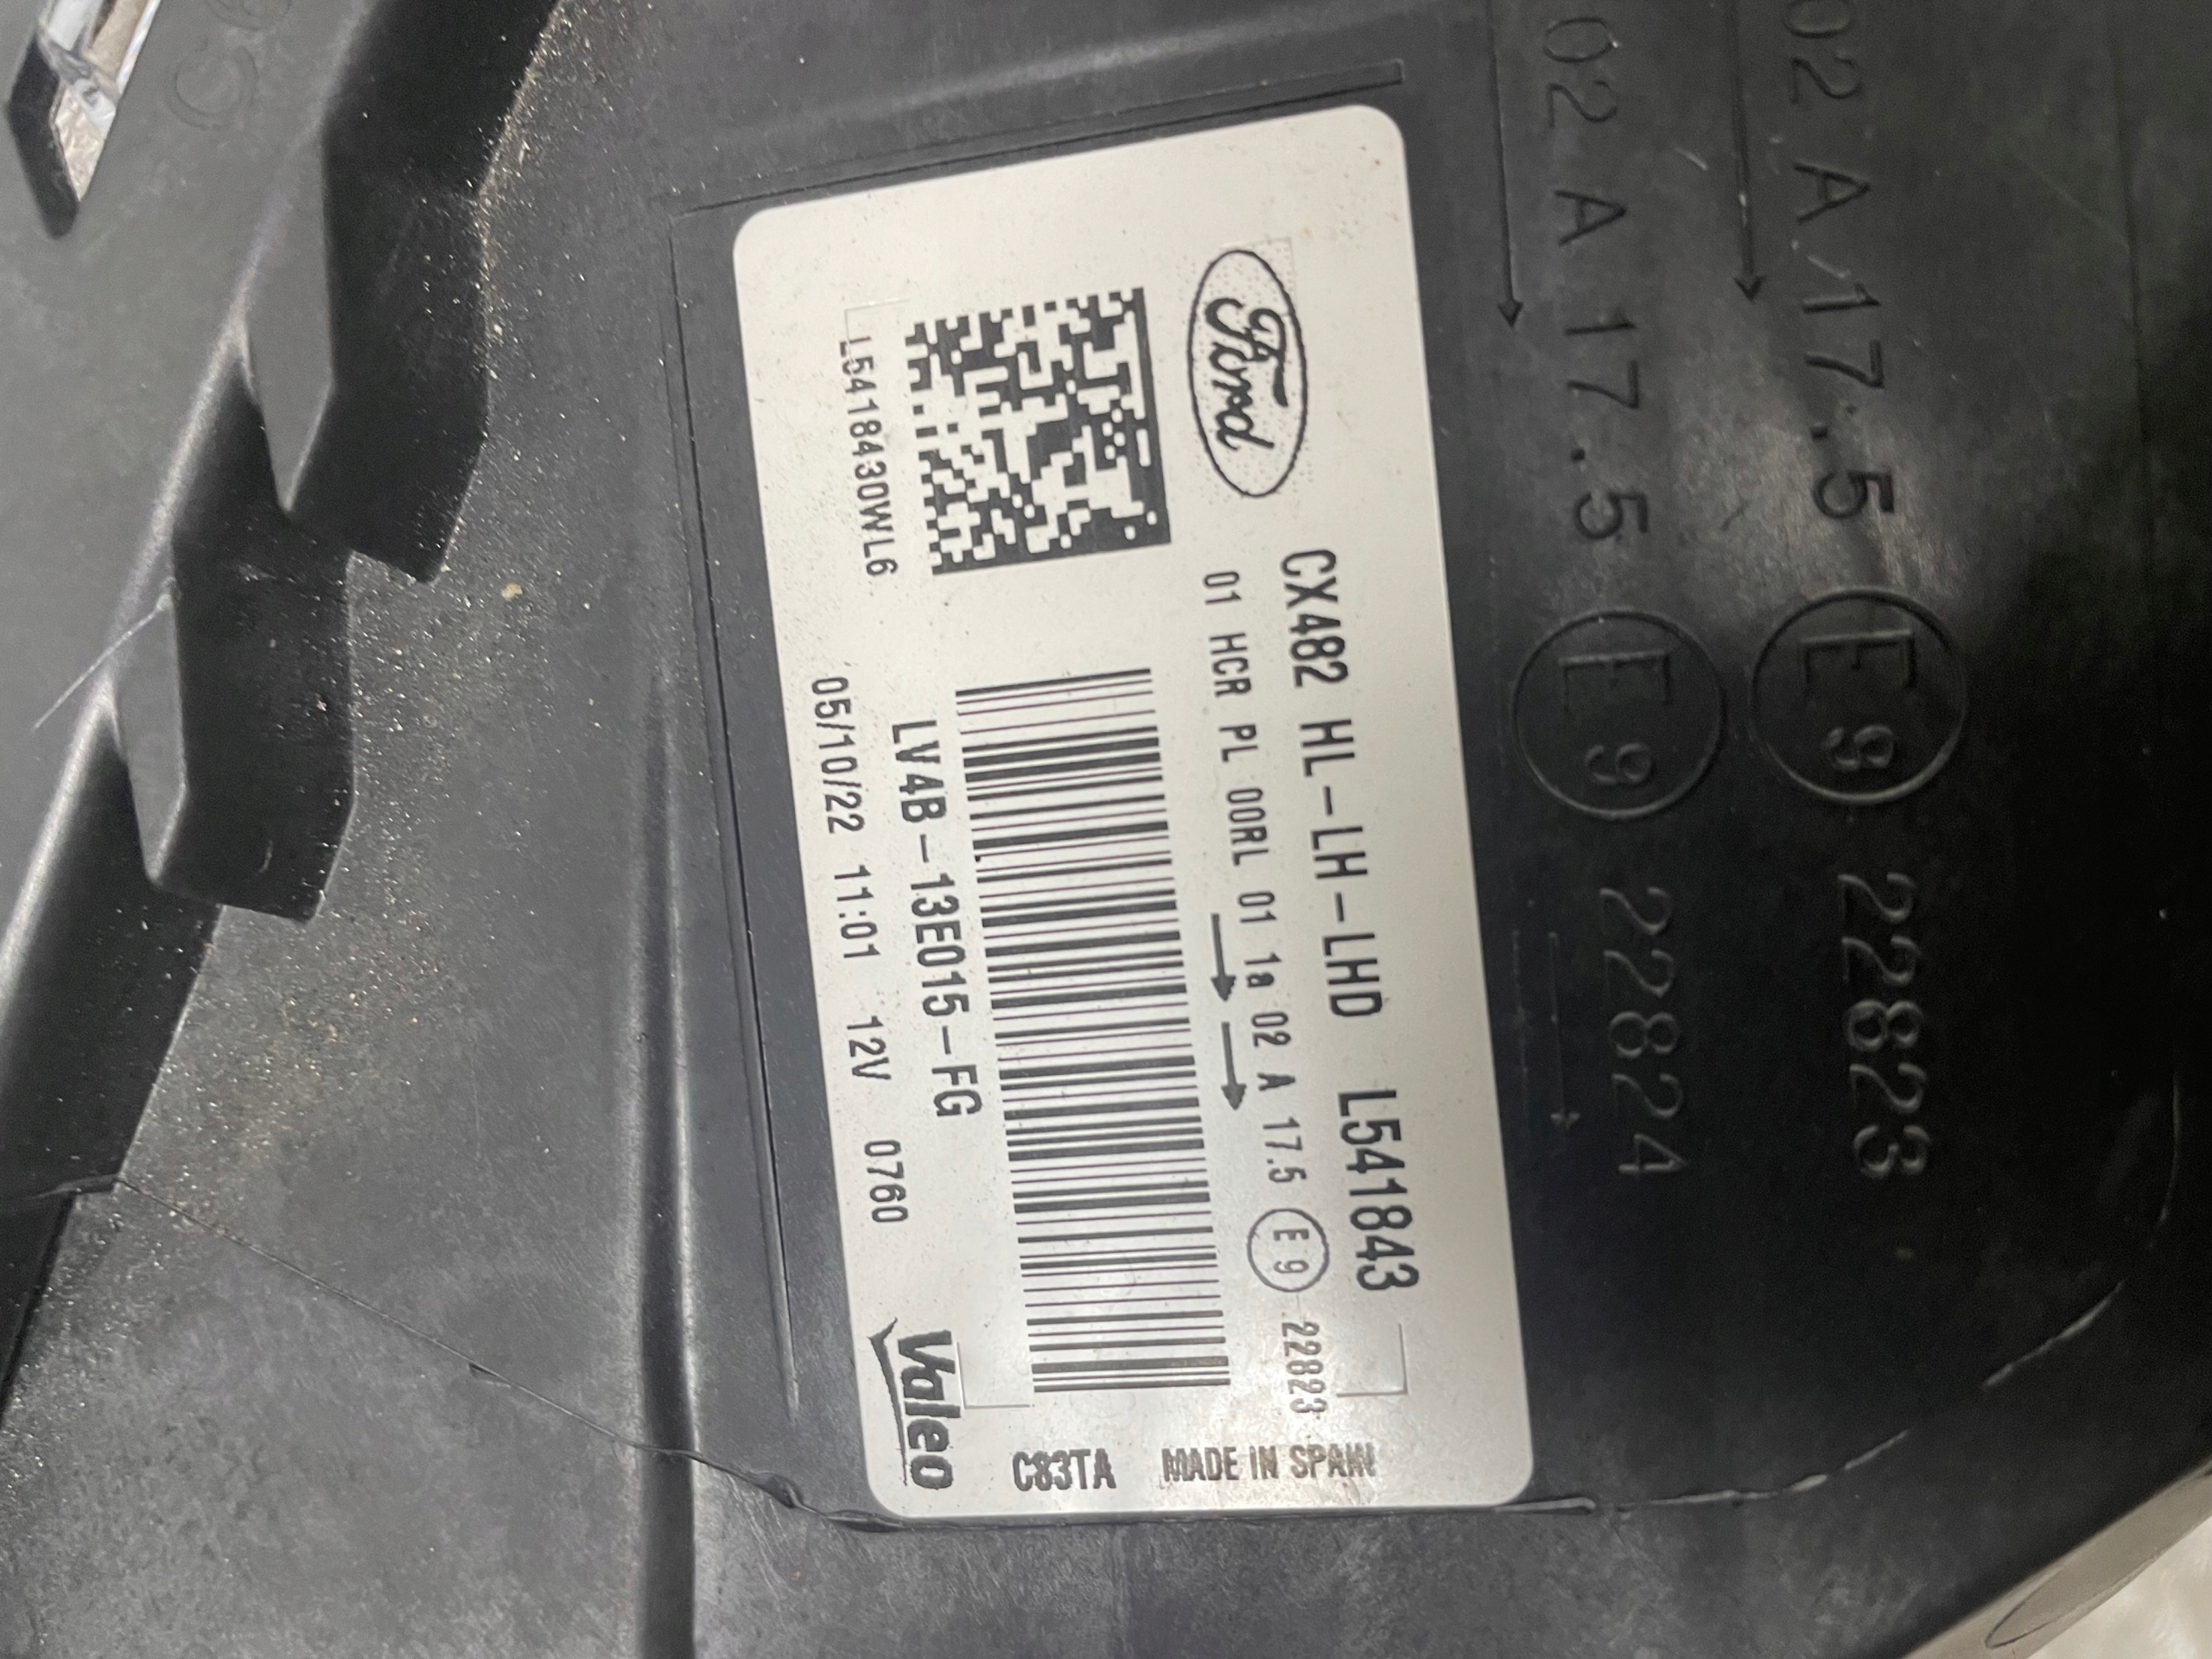 Ford
CX482 HL-LH-LHD L541843
01 HCR PL 00RL 01 1a 02 A 17.5 E9 22823
L5418430WL6
LV4B-13E015-FG
05/10/22 11:01 12V 0760
Valeo
C83TA
MADE IN SPAIN
02 A 17.5 E9 22823
02 A 17.5 E9 22824